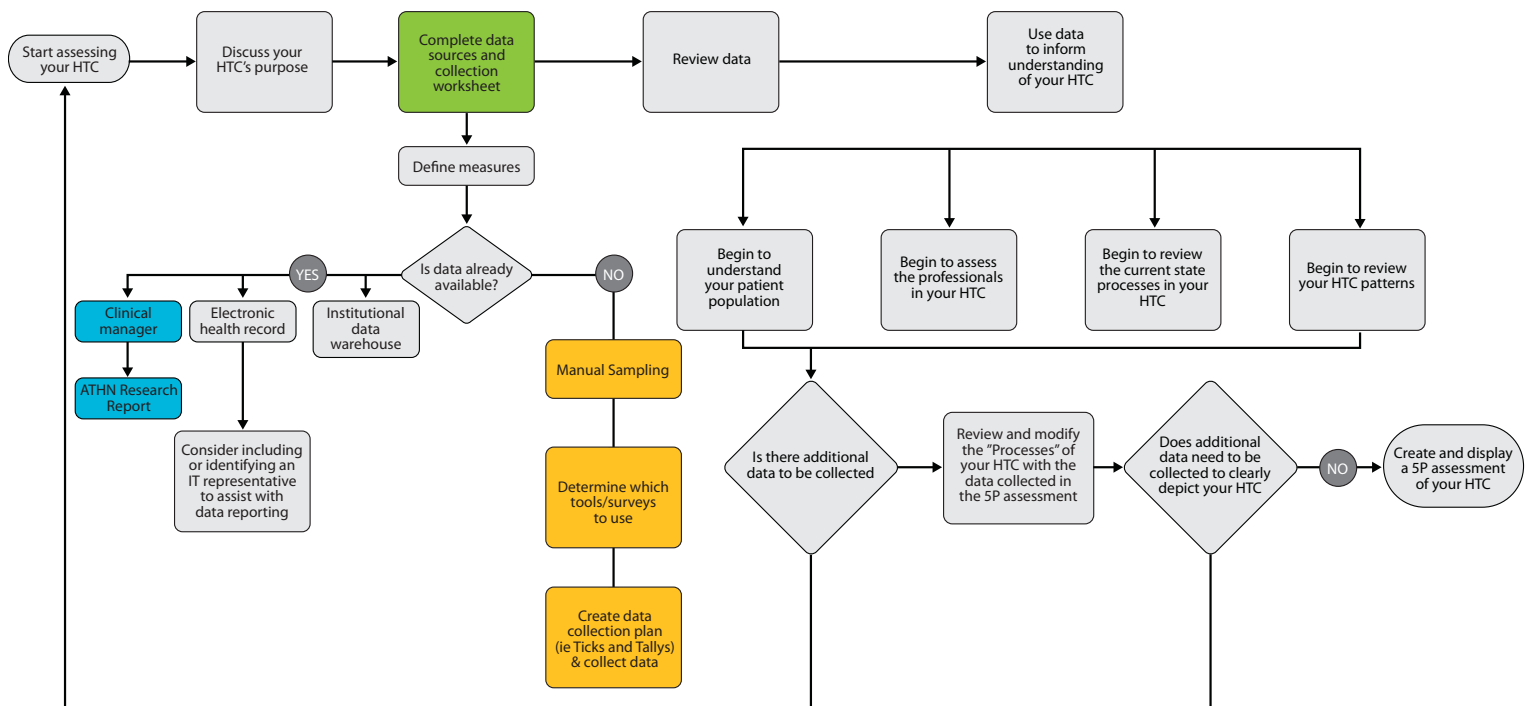 Start assessing
your HTC
Discuss your
HTC's purpose
Complete data
sources and
collection
worksheet
Review data
Use data
to inform
understanding
of your HTC
Define measures
Is data already
available?
YES
NO
Clinical
manager
Electronic
health record
Institutional
data
warehouse
ATHN Research
Report
Consider including
or identifying an
IT representative
to assist with
data reporting
Manual Sampling
Determine which
tools/surveys
to use
Create data
collection plan
(ie Ticks and Tallys)
& collect data
Begin to
understand
your patient
population
Begin to assess
the professionals
in your HTC
Begin to review
the current state
processes in your
HTC
Begin to review
your HTC patterns
Is there additional
data to be collected
Review and modify
the "Processes" of
your HTC with the
data collected in
the 5P assessment
Does additional
data need to be
collected to clearly
depict your HTC
NO
Create and display
a 5P assessment
of your HTC